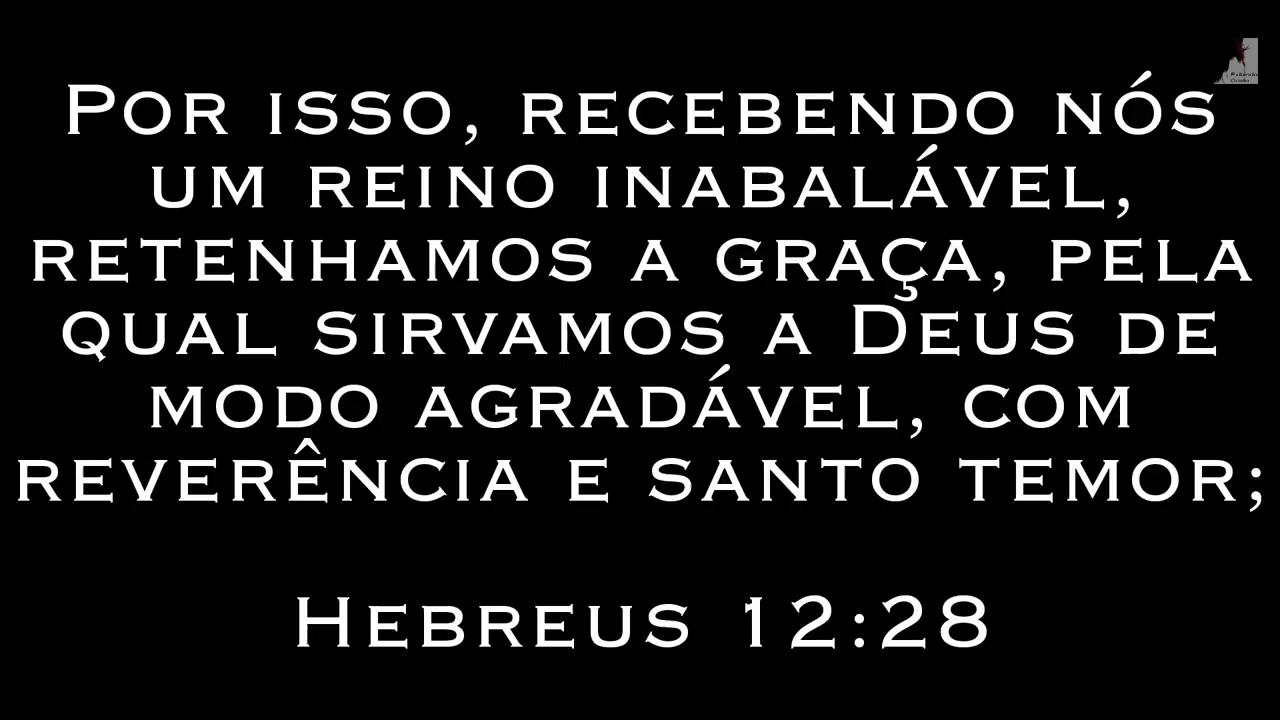 Por isso, recebendo nós
um reino inabalável,
retenhamos a graça, pela
qual sirvamos a Deus de
modo agradável, com
reverência e santo temor;
Hebreus 12:28